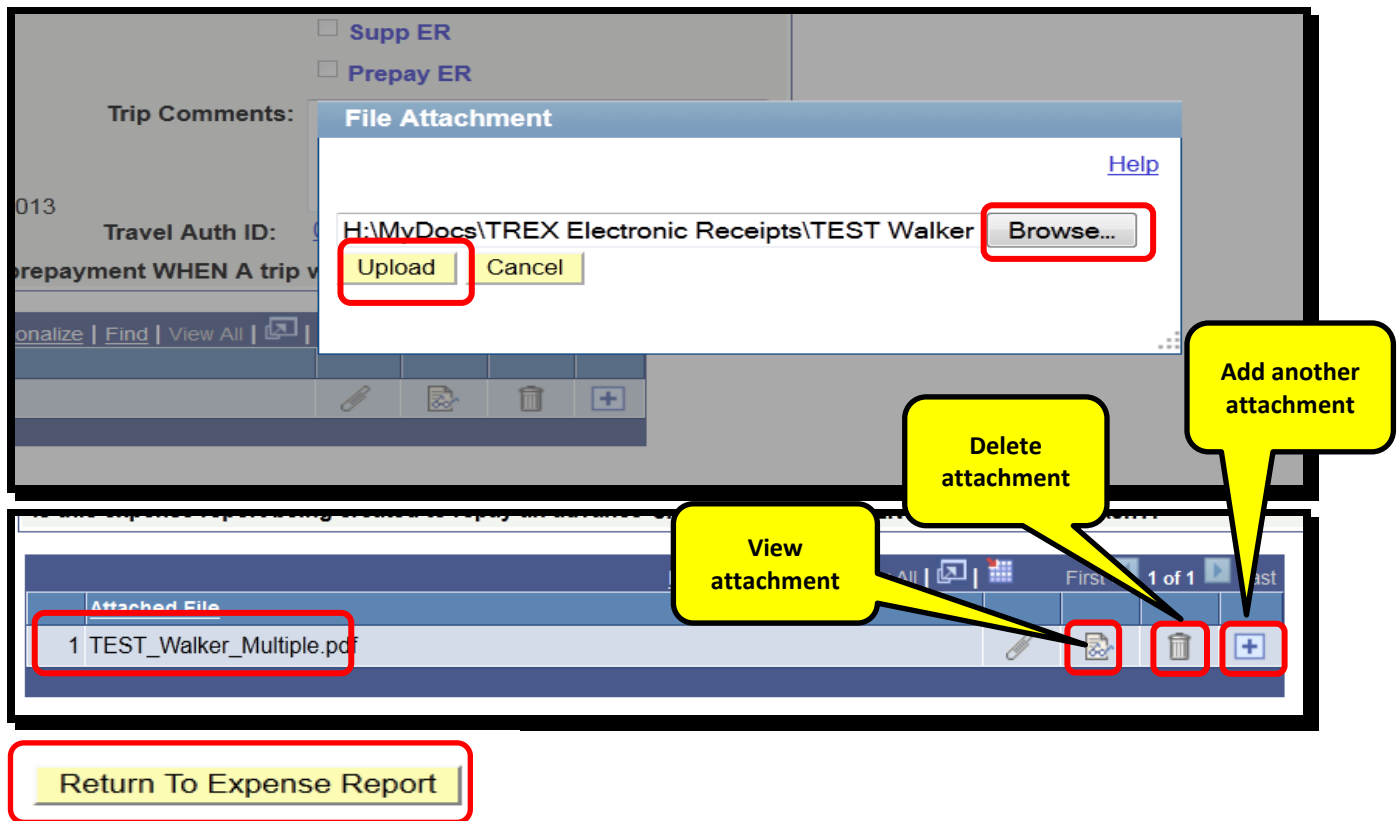 Supp ER
Prepay ER
Trip Comments:
File Attachment
Help
013
H:\MyDocs\TREX Electronic Receipts\TEST Walker Browse...
Travel Auth ID:
Upload Cancel
prepayment WHEN A trip w
onalize | Find | View All |
Add another
attachment
Delete
attachment
View
attachment
All | | First 1 of 1 Last
Attached File
1 TEST_Walker_Multiple.pdf
Return To Expense Report